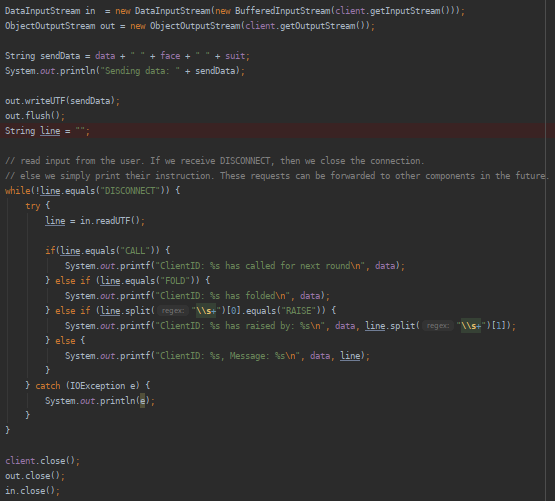 DataInputStream in  = new DataInputStream(new BufferedInputStream(client.getInputStream()));
ObjectOutputStream out = new ObjectOutputStream(client.getOutputStream());

String sendData = data + " " + face + " " + suit;
System.out.println("Sending data: " + sendData);

out.writeUTF(sendData);
out.flush();
String line = "";

// read input from the user. If we receive DISCONNECT, then we close the connection.
// else we simply print their instruction. These requests can be forwarded to other components in the future.
while(!line.equals("DISCONNECT")) {
    try {
        line = in.readUTF();

        if(line.equals("CALL")) {
            System.out.printf("ClientID: %s has called for next round\n", data);
        } else if (line.equals("FOLD")) {
            System.out.printf("ClientID: %s has folded\n", data);
        } else if (line.split( regex: "\\s+")[0].equals("RAISE")) {
            System.out.printf("ClientID: %s has raised by: %s\n", data, line.split( regex: "\\s+")[1]);
        } else {
            System.out.printf("ClientID: %s, Message: %s\n", data, line);
        }
    } catch (IOException e) {
        System.out.println(e);
    }
}

client.close();
out.close();
in.close();